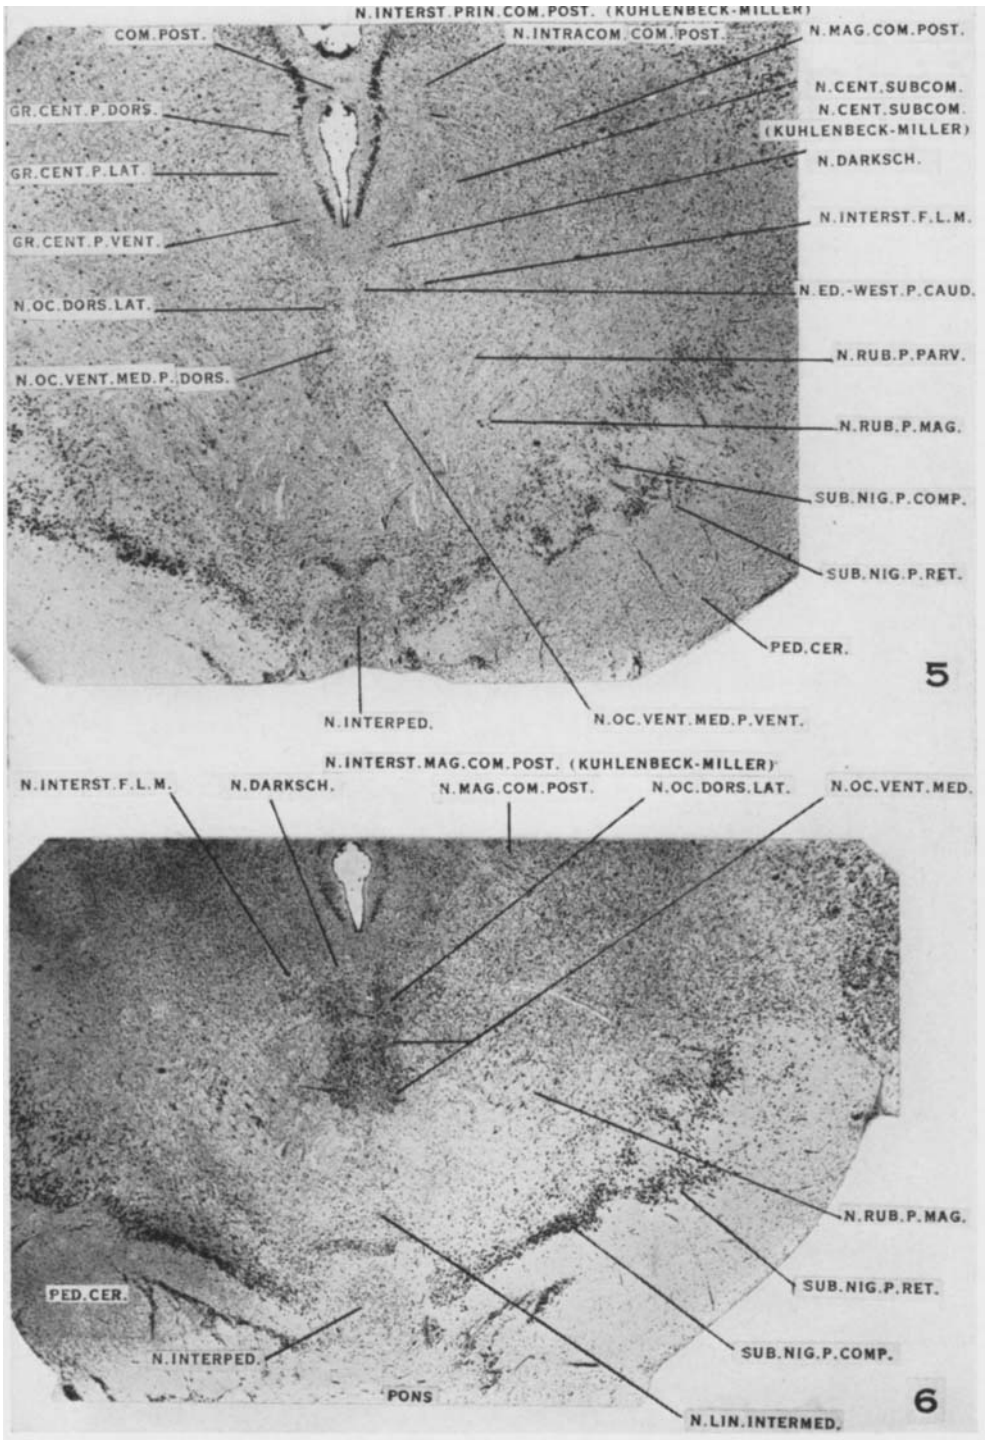 N.INTERST.PRIN.COM.POST. (KUHLENBECK-MILLER)
COM.POST.
N.INTRACOM.COM.POST.
N.MAG.COM.POST.
N.CENT.SUBCOM.
N.CENT.SUBCOM.
(KUHLENBECK-MILLER)
GR.CENT.P.DORS.
N.DARKSCH.
GR.CENT.P.LAT.
N.INTERST.F.L.M.
GR.CENT.P.VENT.
N.ED.-WEST.P.CAUD.
N.OC.DORS.LAT.
N.RUB.P.PARV.
N.OC.VENT.MED.P.DORS.
N.RUB.P.MAG.
SUB.NIG.P.COMP.
SUB.NIG.P.RET.
PED.CER.
5
N.INTERPED.
N.OC.VENT.MED.P.VENT.
N.INTERST.MAG.COM.POST. (KUHLENBECK-MILLER)
N.INTERST.F.L.M.
N.DARKSCH.
N.MAG.COM.POST.
N.OC.DORS.LAT.
N.OC.VENT.MED.
N.RUB.P.MAG.
PED.CER.
SUB.NIG.P.RET.
N.INTERPED.
SUB.NIG.P.COMP.
PONS
6
N.LIN.INTERMED.